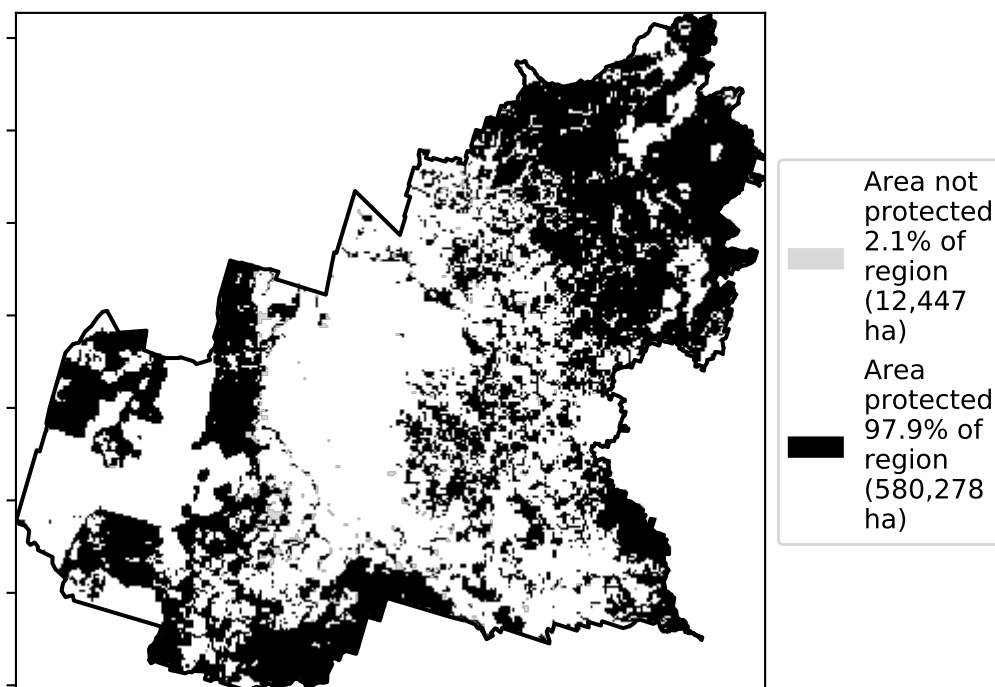 Area not
protected
2.1% of
region
(12,447
ha)
Area
protected
97.9% of
region
(580,278
ha)